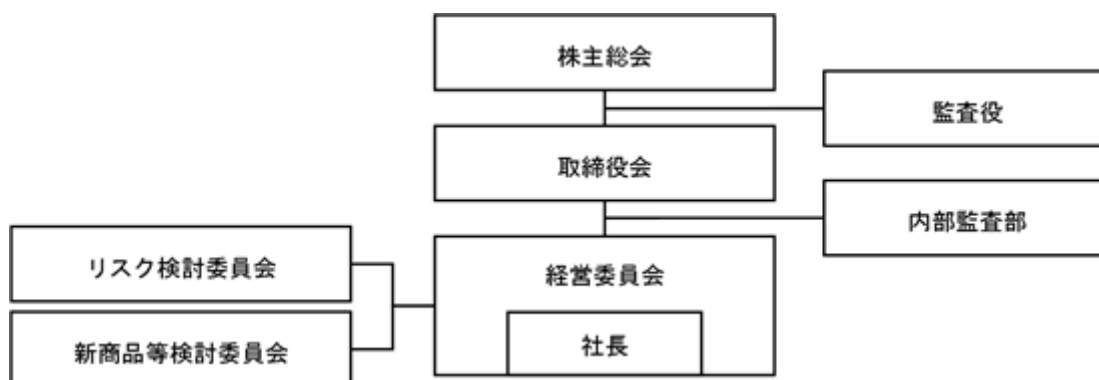 株主総会
監査役
取締役会
内部監査部
リスク検討委員会
経営委員会
新商品等検討委員会
社長